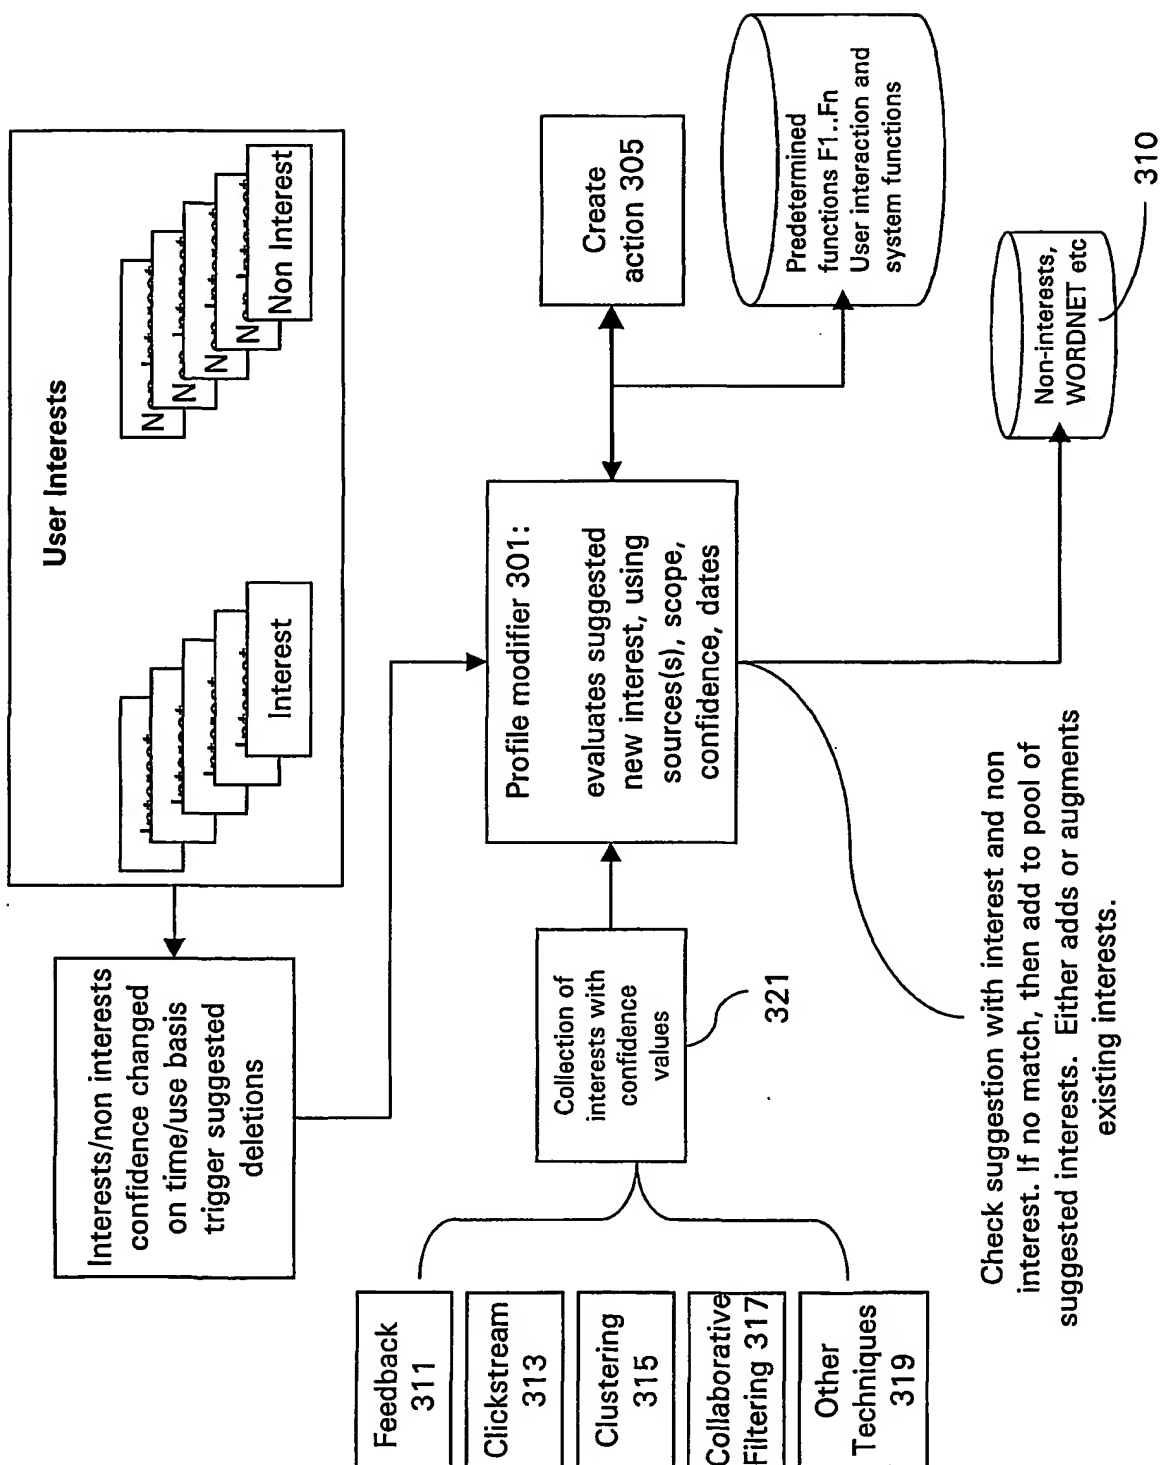 User Interests
Interests/non interests
confidence changed
on time/use basis
trigger suggested
deletions
Interest
Non Interest
Feedback
311
Clickstream
313
Clustering
315
Collaborative
Filtering 317
Other
Techniques
319
Collection of
interests with
confidence
values
321
Profile modifier 301:
evaluates suggested
new interest, using
sources(s), scope,
confidence, dates
Create
action 305
Predetermined
functions F1..Fn
User interaction and
system functions
Non-interests,
WORDNET etc
310
Check suggestion with interest and non
interest. If no match, then add to pool of
suggested interests. Either adds or augments
existing interests.